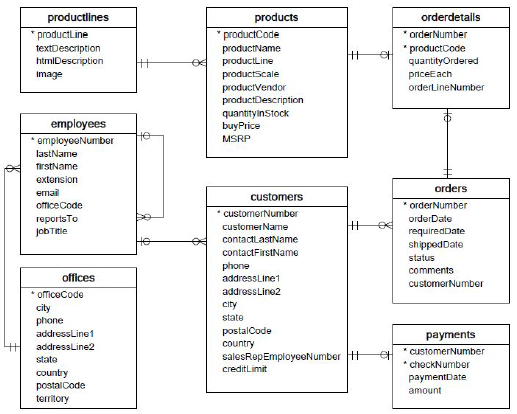 productlines
* productLine
textDescription
htmlDescription
image
products
* productCode
productName
productLine
productScale
productVendor
productDescription
quantityInStock
buyPrice
MSRP
orderdetails
* orderNumber
* productCode
quantityOrdered
priceEach
orderLineNumber
employees
* employeeNumber
lastName
firstName
extension
email
officeCode
reportsTo
jobTitle
customers
* customerNumber
customerName
contactLastName
contactFirstName
phone
addressLine1
addressLine2
city
state
postalCode
country
salesRepEmployeeNumber
creditLimit
orders
* orderNumber
orderDate
requiredDate
shippedDate
status
comments
customerNumber
offices
* officeCode
city
phone
addressLine1
addressLine2
state
country
postalCode
territory
payments
* customerNumber
* checkNumber
paymentDate
amount